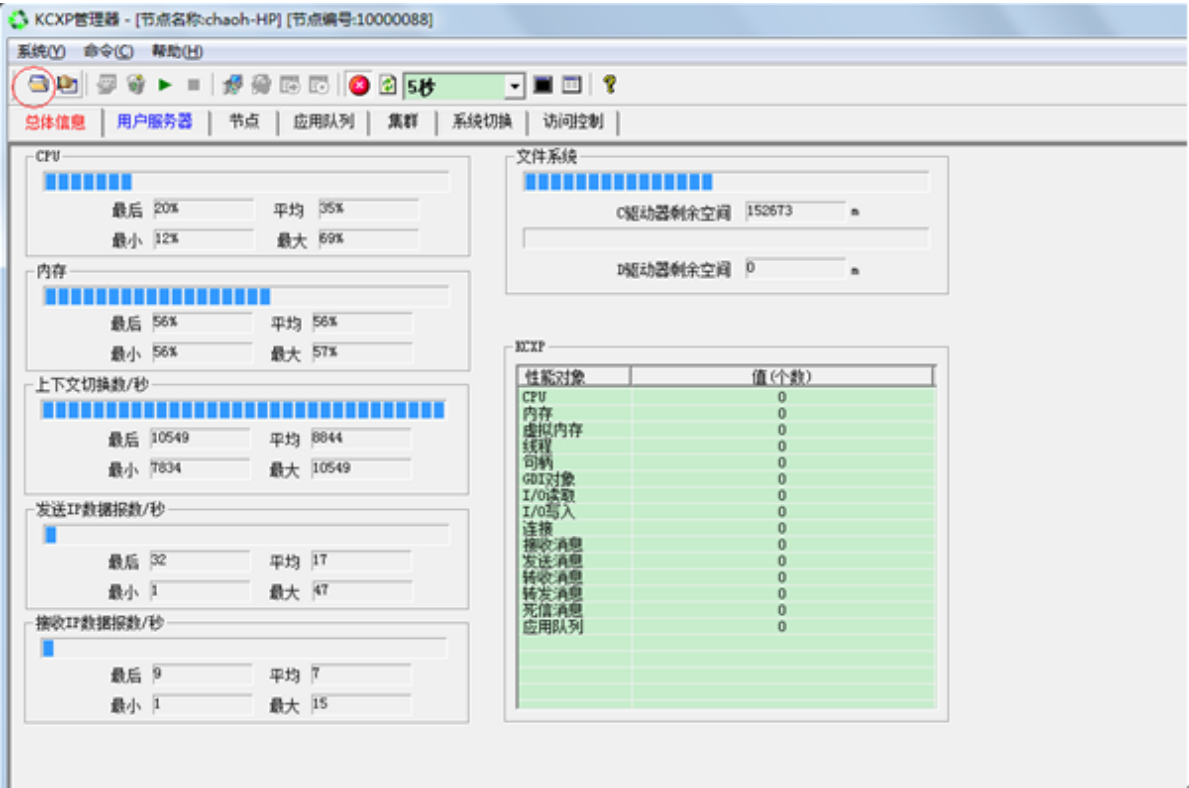 KCXP管理器 - [节点名称:chaoh-HP] [节点编号:10000088]
系统(Y) 命令(C) 帮助(H)
5秒
总体信息 用户服务器 节点 应用队列 集群 系统切换 访问控制
CPU
最后 20% 平均 35%
最小 12% 最大 69%
内存
最后 56% 平均 56%
最小 56% 最大 57%
上下文切换数/秒
最后 10549 平均 8844
最小 7834 最大 10549
发送IP数据报数/秒
最后 32 平均 17
最小 1 最大 47
接收IP数据报数/秒
最后 9 平均 7
最小 1 最大 15
文件系统
C驱动器剩余空间 152673 m
D驱动器剩余空间 0 m
KCXP
性能对象 值(个数)
CPU 0
内存 0
虚拟内存 0
线程 0
句柄 0
GDI对象 0
I/O读取 0
I/O写入 0
连接 0
接收消息 0
发送消息 0
转收消息 0
转发消息 0
死信消息 0
应用队列 0